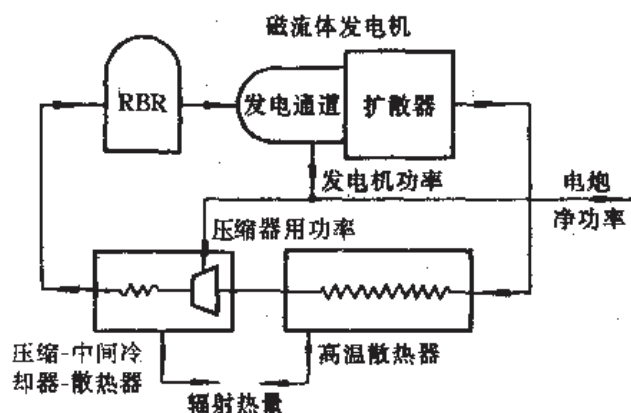 磁流体发电机
RBR
发电通道
扩散器
发电机功率
电炮
净功率
压缩器用功率
压缩-中间冷
却器-散热器
高温散热器
辐射热量